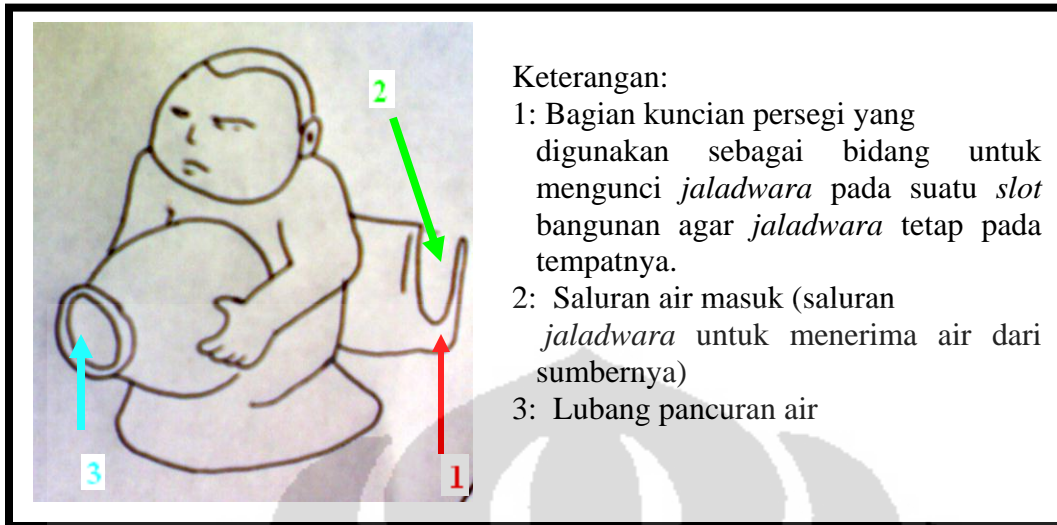 2
3
1
Keterangan:
1: Bagian kuncian persegi yang
digunakan sebagai bidang untuk
mengunci jaladwara pada suatu slot
bangunan agar jaladwara tetap pada
tempatnya.
2: Saluran air masuk (saluran
jaladwara untuk menerima air dari
sumbernya)
3: Lubang pancuran air